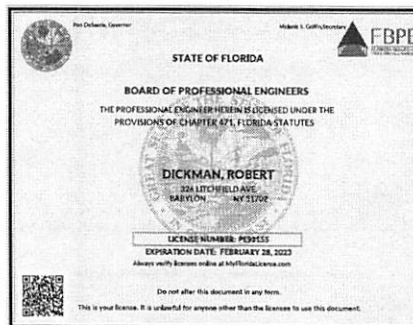 Ron DeSantis, Governor
Melanie S. Griffin, Secretary
FBPE
STATE OF FLORIDA
BOARD OF PROFESSIONAL ENGINEERS
THE PROFESSIONAL ENGINEER HEREIN IS LICENSED UNDER THE
PROVISIONS OF CHAPTER 471, FLORIDA STATUTES
DICKMAN, ROBERT
324 LITCHFIELD AVE
BABYLON NY 11702
LICENSE NUMBER: PE90155
EXPIRATION DATE: FEBRUARY 28, 2023
Always verify licenses online at MyFloridaLicense.com
Do not alter this document in any form.
This is your license. It is unlawful for anyone other than the licensee to use this document.